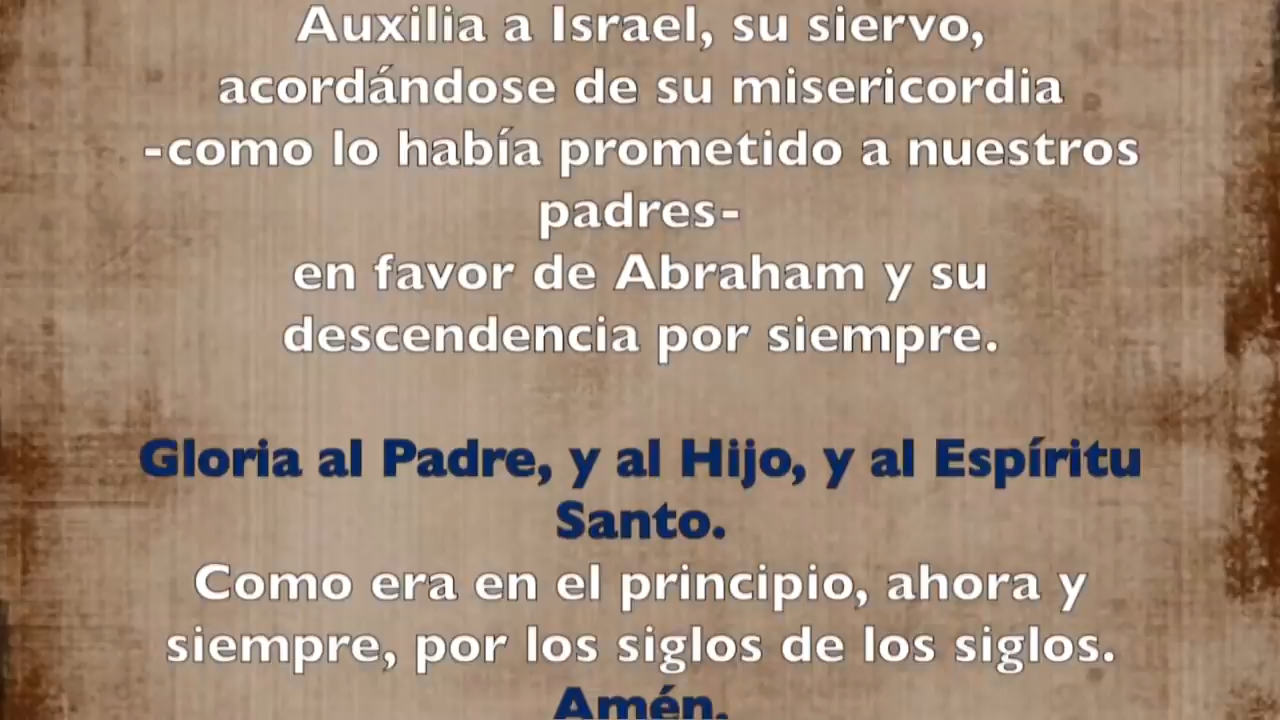 Auxilia a Israel, su siervo,
acordándose de su misericordia
-como lo había prometido a nuestros
padres-
en favor de Abraham y su
descendencia por siempre.
Gloria al Padre, y al Hijo, y al Espíritu
Santo.
Como era en el principio, ahora y
siempre, por los siglos de los siglos.
Amén.